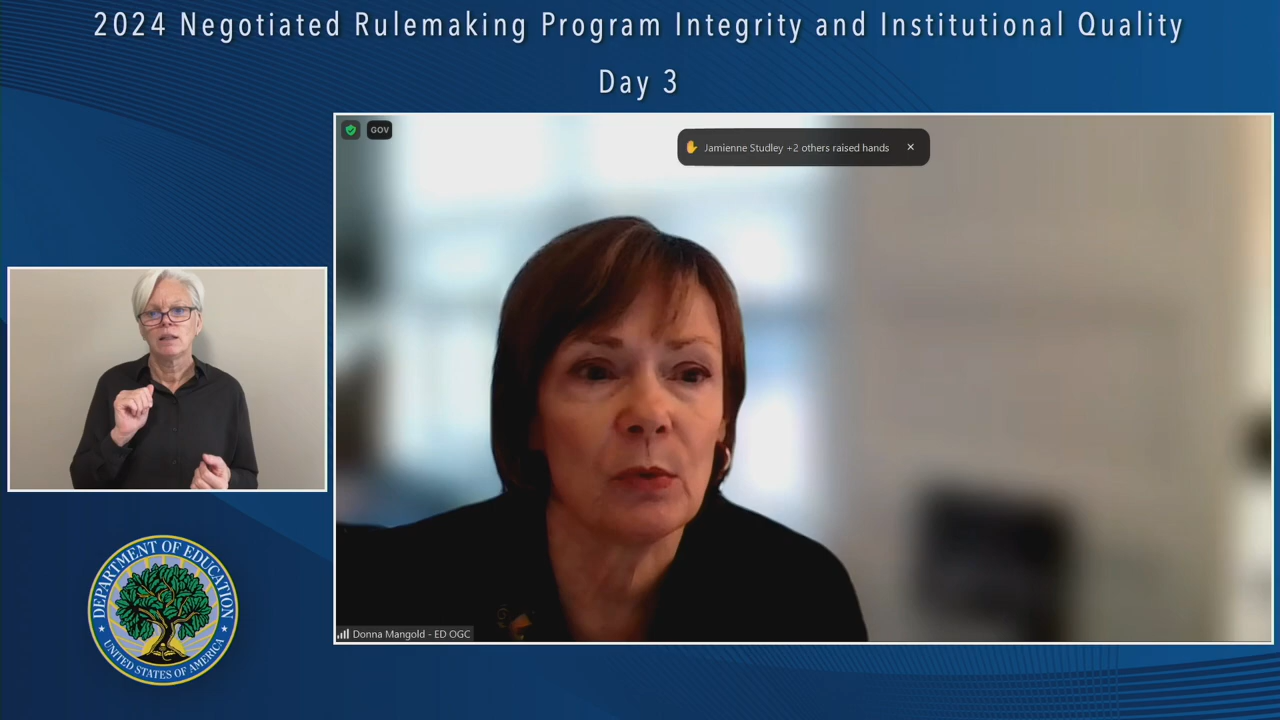 2024 Negotiated Rulemaking Program Integrity and Institutional Quality
Day 3
GOV
Jamienne Studley +2 others raised hands
Donna Mangold - ED OGC
DEPARTMENT OF EDUCATION
UNITED STATES OF AMERICA